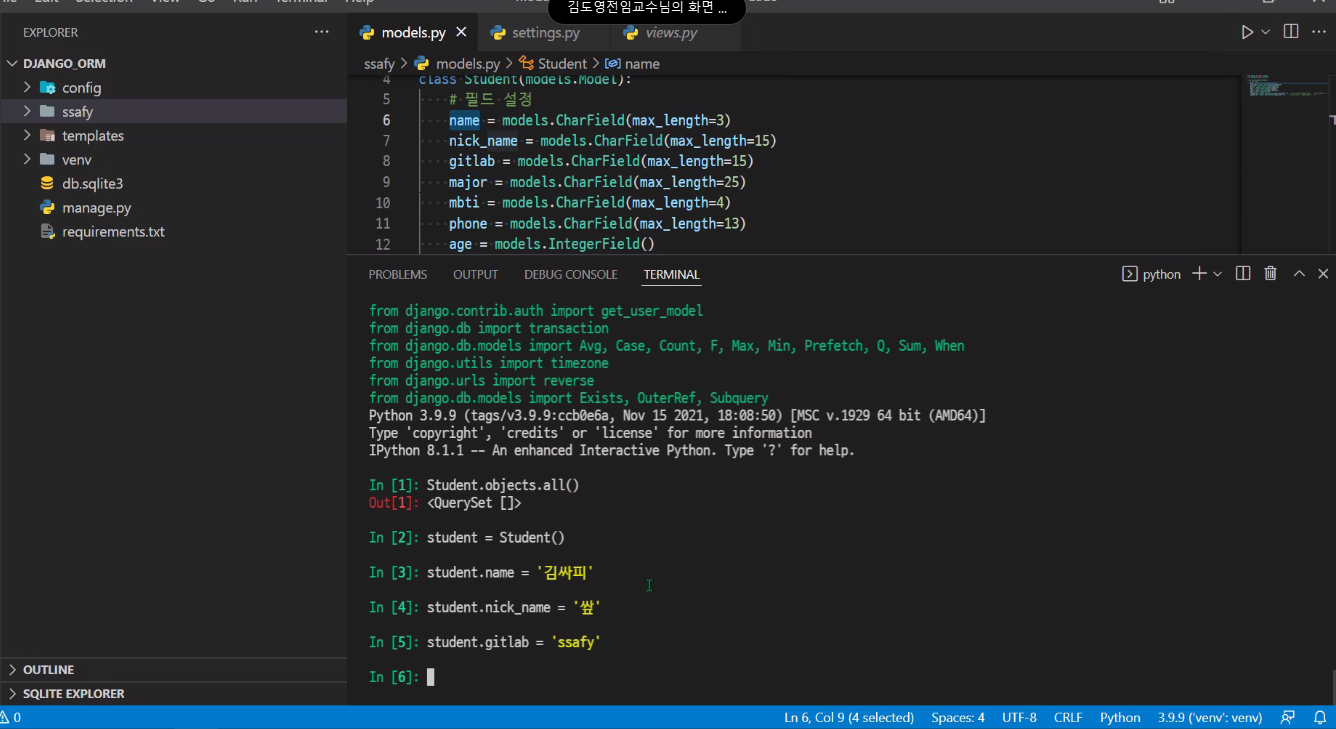 김도영전임교수님의 화면 ...
EXPLORER
models.py
settings.py
views.py
DJANGO_ORM
ssafy > models.py > Student > name
config
ssafy
templates
venv
db.sqlite3
manage.py
requirements.txt
4 class Student(models.Model):
5 # 필드 설정
6 name = models.CharField(max_length=3)
7 nick_name = models.CharField(max_length=15)
8 gitlab = models.CharField(max_length=15)
9 major = models.CharField(max_length=25)
10 mbti = models.CharField(max_length=4)
11 phone = models.CharField(max_length=13)
12 age = models.IntegerField()
PROBLEMS OUTPUT DEBUG CONSOLE TERMINAL python
from django.contrib.auth import get_user_model
from django.db import transaction
from django.db.models import Avg, Case, Count, F, Max, Min, Prefetch, Q, Sum, When
from django.utils import timezone
from django.urls import reverse
from django.db.models import Exists, OuterRef, Subquery
Python 3.9.9 (tags/v3.9.9:ccb0e6a, Nov 15 2021, 18:08:50) [MSC v.1929 64 bit (AMD64)]
Type 'copyright', 'credits' or 'license' for more information
IPython 8.1.1 -- An enhanced Interactive Python. Type '?' for help.
In [1]: Student.objects.all()
Out[1]: <QuerySet []>
In [2]: student = Student()
In [3]: student.name = '김싸피'
In [4]: student.nick_name = '싶'
In [5]: student.gitlab = 'ssafy'
In [6]:
OUTLINE
SQLITE EXPLORER
0
Ln 6, Col 9 (4 selected) Spaces: 4 UTF-8 CRLF Python 3.9.9 ('venv': venv)